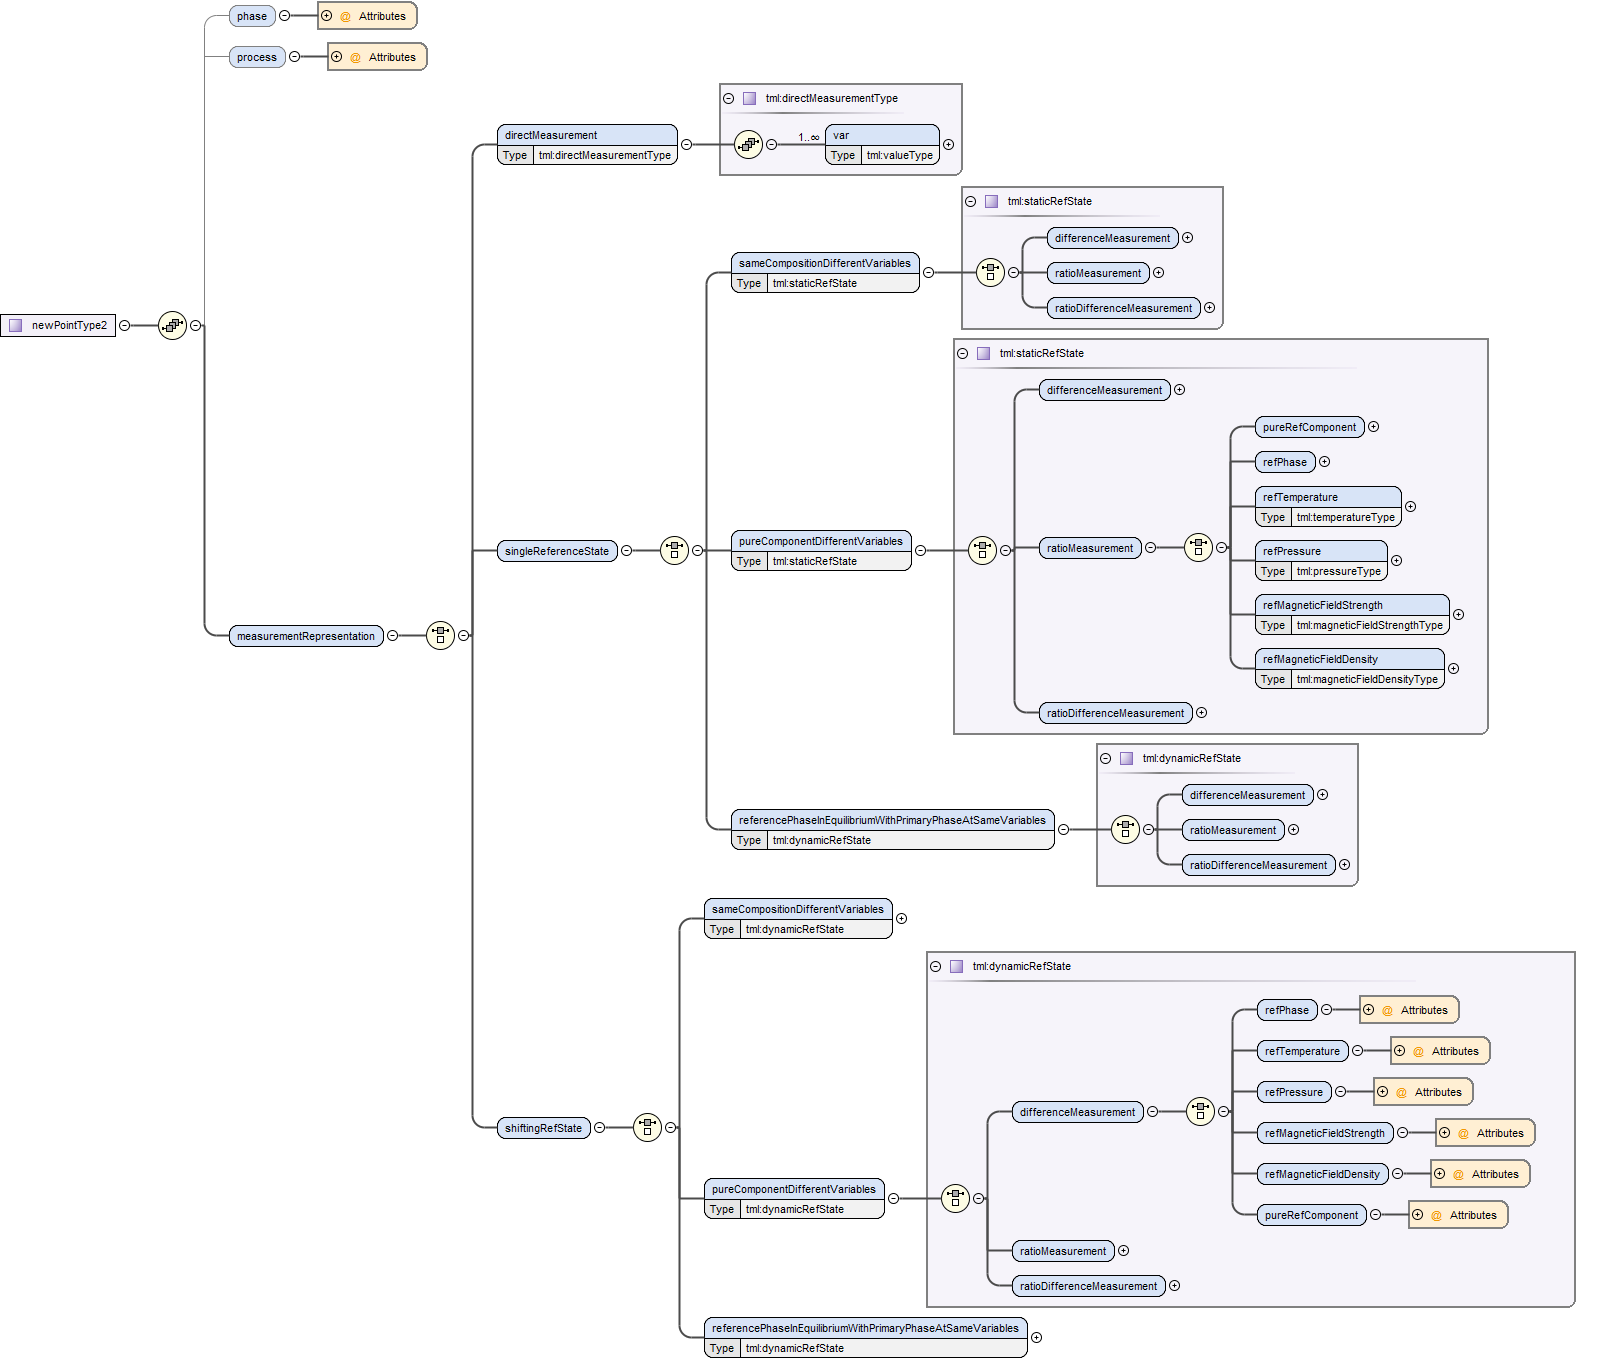 phase
@ Attributes
process
@ Attributes
tml:directMeasurementType
directMeasurement
Type tml:directMeasurementType
1..∞
var
Type tml:valueType
tml:staticRefState
differenceMeasurement
sameCompositionDifferentVariables
Type tml:staticRefState
ratioMeasurement
ratioDifferenceMeasurement
newPointType2
tml:staticRefState
differenceMeasurement
pureRefComponent
refPhase
refTemperature
Type tml:temperatureType
pureComponentDifferentVariables
Type tml:staticRefState
singleReferenceState
ratioMeasurement
refPressure
Type tml:pressureType
refMagneticFieldStrength
Type tml:magneticFieldStrengthType
measurementRepresentation
refMagneticFieldDensity
Type tml:magneticFieldDensityType
ratioDifferenceMeasurement
tml:dynamicRefState
differenceMeasurement
referencePhaseInEquilibriumWithPrimaryPhaseAtSameVariables
Type tml:dynamicRefState
ratioMeasurement
ratioDifferenceMeasurement
sameCompositionDifferentVariables
Type tml:dynamicRefState
tml:dynamicRefState
refPhase
@ Attributes
refTemperature
@ Attributes
refPressure
@ Attributes
differenceMeasurement
shiftingRefState
refMagneticFieldStrength
@ Attributes
refMagneticFieldDensity
@ Attributes
pureComponentDifferentVariables
Type tml:dynamicRefState
pureRefComponent
@ Attributes
ratioMeasurement
ratioDifferenceMeasurement
referencePhaseInEquilibriumWithPrimaryPhaseAtSameVariables
Type tml:dynamicRefState